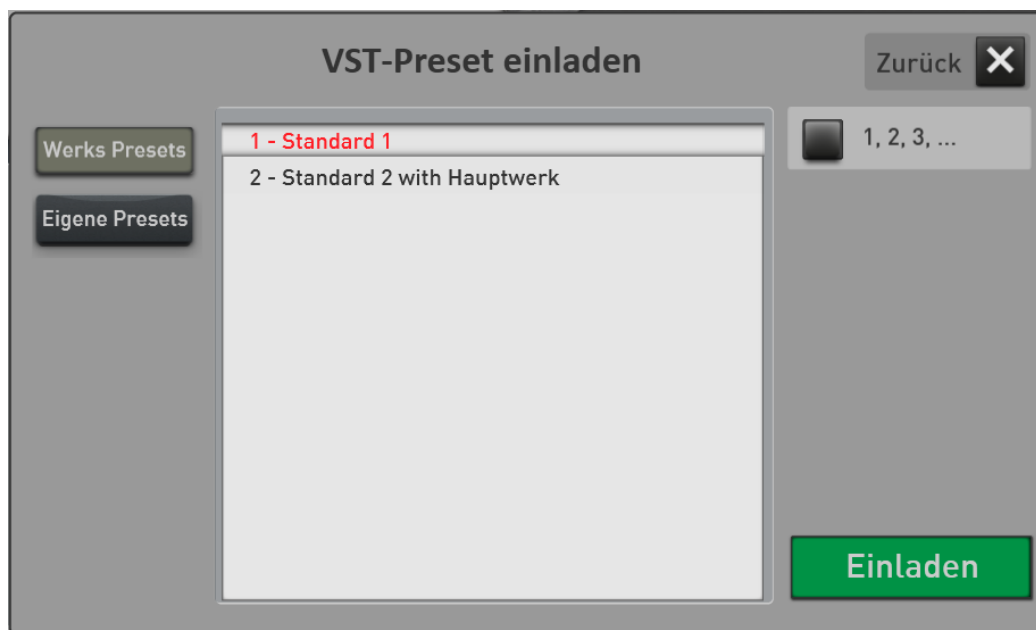 VST-Preset einladen
Zurück
Werks Presets
Eigene Presets
1 - Standard 1
2 - Standard 2 with Hauptwerk
1, 2, 3, ...
Einladen